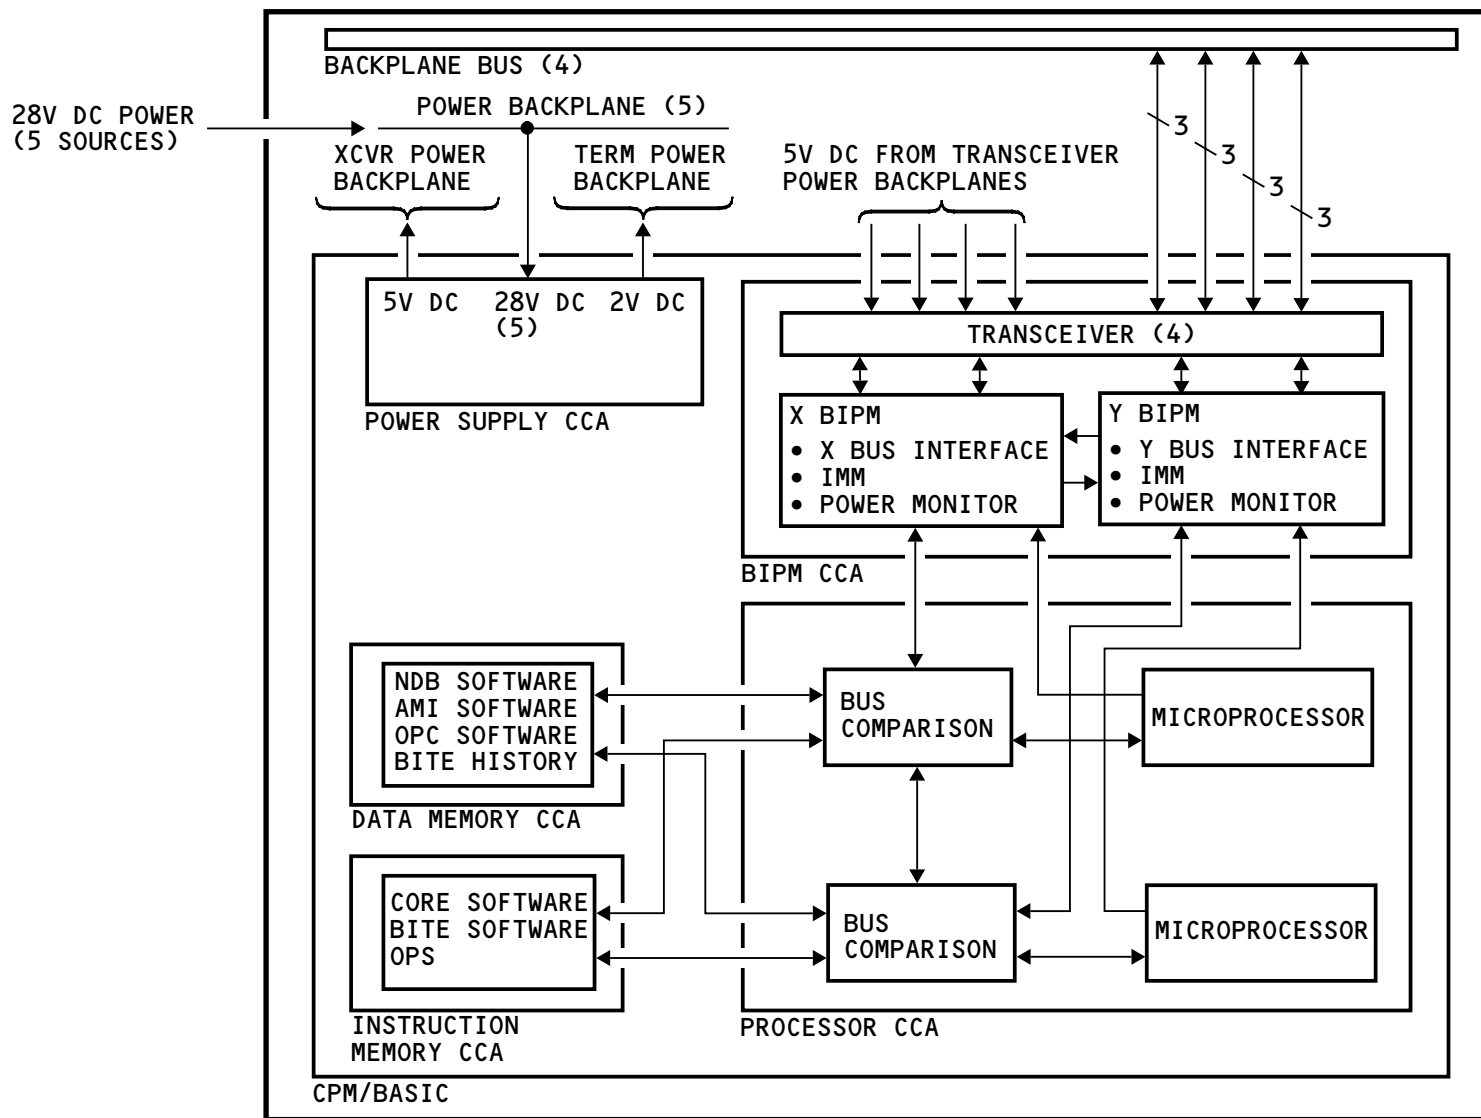 BACKPLANE BUS (4)
28V DC POWER
(5 SOURCES)
POWER BACKPLANE (5)
XCVR POWER
BACKPLANE
TERM POWER
BACKPLANE
5V DC FROM TRANSCEIVER
POWER BACKPLANES
3
3
3
3
5V DC
28V DC
(5)
2V DC
POWER SUPPLY CCA
TRANSCEIVER (4)
X BIPM
• X BUS INTERFACE
• IMM
• POWER MONITOR
Y BIPM
• Y BUS INTERFACE
• IMM
• POWER MONITOR
BIPM CCA
NDB SOFTWARE
AMI SOFTWARE
OPC SOFTWARE
BITE HISTORY
DATA MEMORY CCA
BUS
COMPARISON
MICROPROCESSOR
CORE SOFTWARE
BITE SOFTWARE
OPS
INSTRUCTION
MEMORY CCA
BUS
COMPARISON
MICROPROCESSOR
PROCESSOR CCA
CPM/BASIC